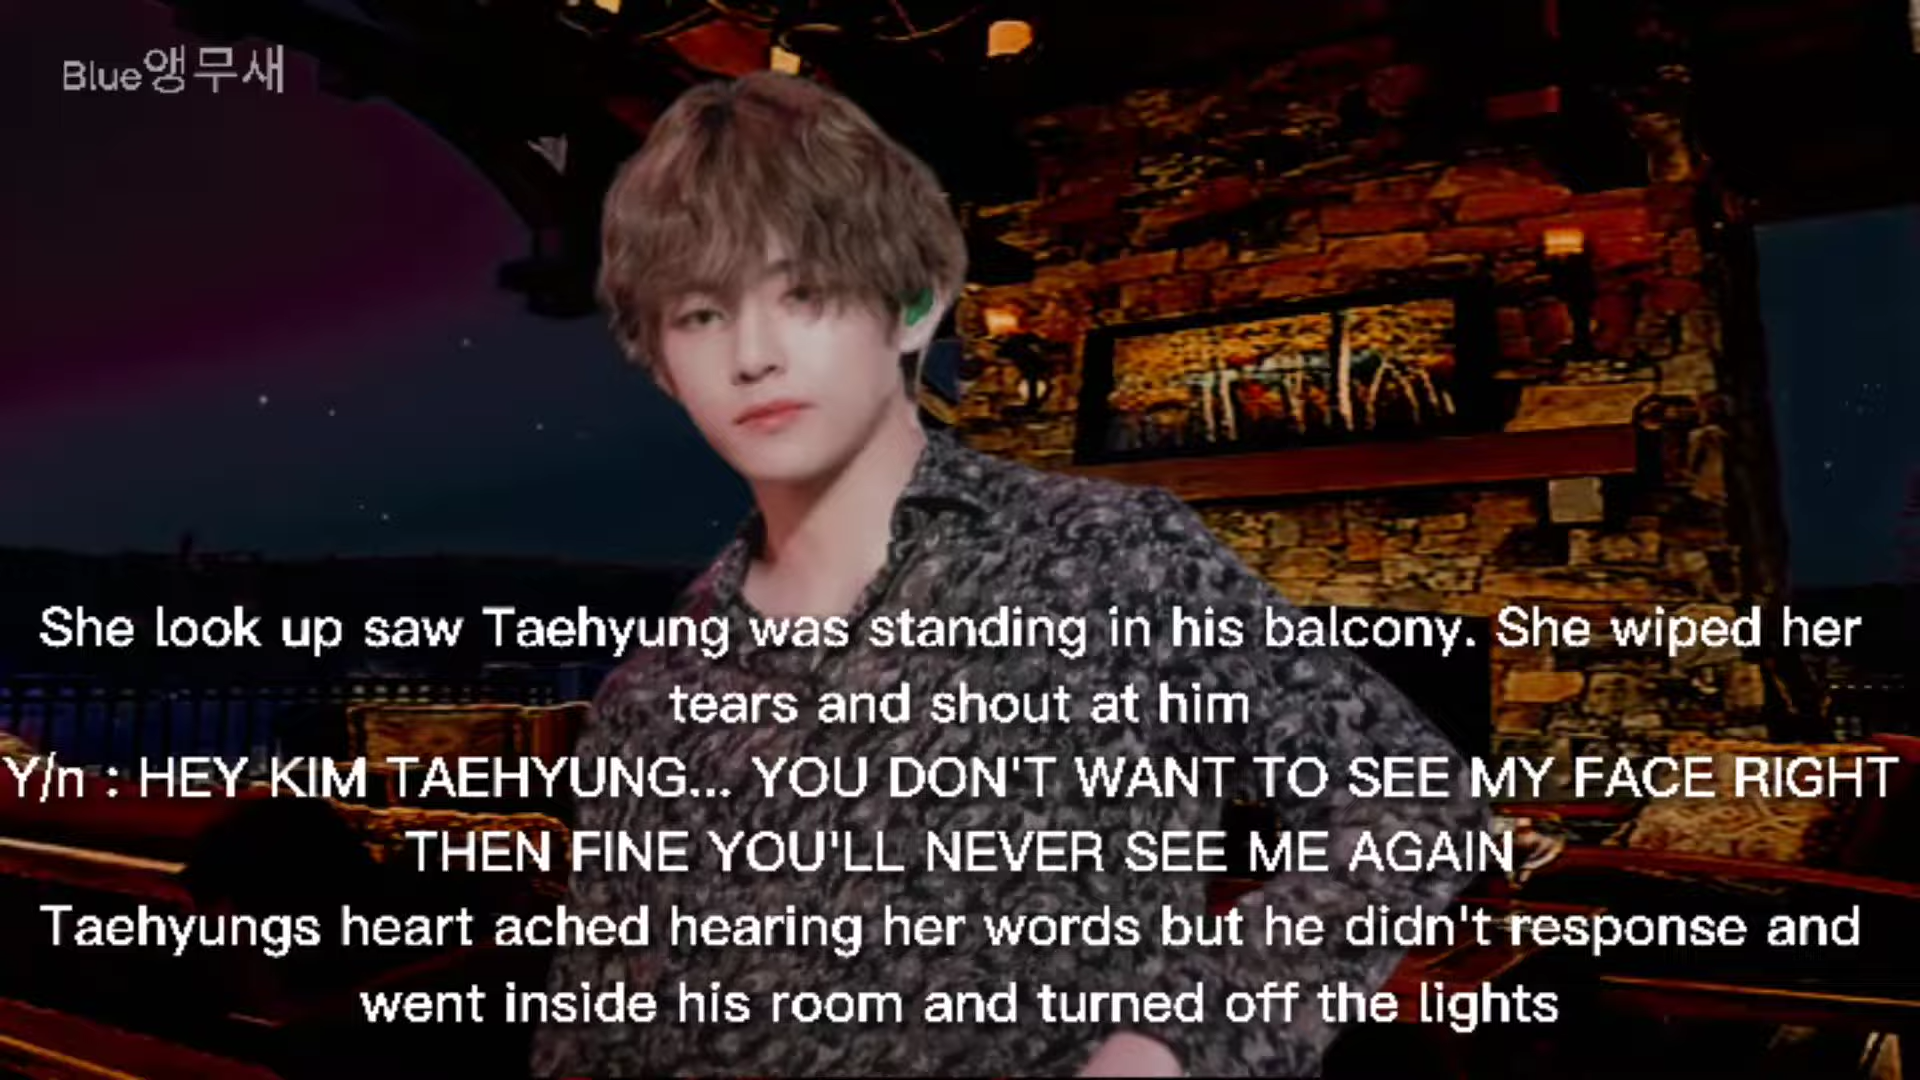 Blue앵무새
She look up saw Taehyung was standing in his balcony. She wiped her
tears and shout at him
Y/n : HEY KIM TAEHYUNG... YOU DON'T WANT TO SEE MY FACE RIGHT
THEN FINE YOU'LL NEVER SEE ME AGAIN
Taehyungs heart ached hearing her words but he didn't response and
went inside his room and turned off the lights